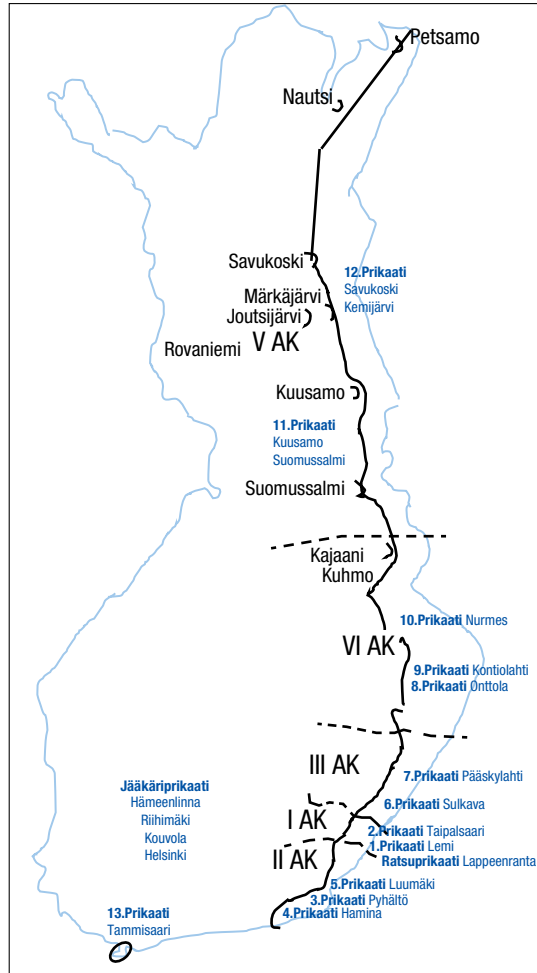 Petsamo
Nautsi
Savukoski
12.Prikaati
Savukoski
Kemijärvi
Märkäjärvi
Joutsijärvi
Rovaniemi
V AK
Kuusamo
11.Prikaati
Kuusamo
Suomussalmi
Suomussalmi
Kajaani
Kuhmo
10.Prikaati Nurmes
VI AK
9.Prikaati Kontiolahti
8.Prikaati Onttola
III AK
7.Prikaati Pääskylahti
Jääkäriprikaati
Hämeenlinna
Riihimäki
Kouvola
Helsinki
6.Prikaati Sulkava
I AK
2.Prikaati Taipalsaari
1.Prikaati Lemi
II AK
Ratsuprikaati Lappeenranta
5.Prikaati Luumäki
3.Prikaati Pyhältö
4.Prikaati Hamina
13.Prikaati
Tammisaari